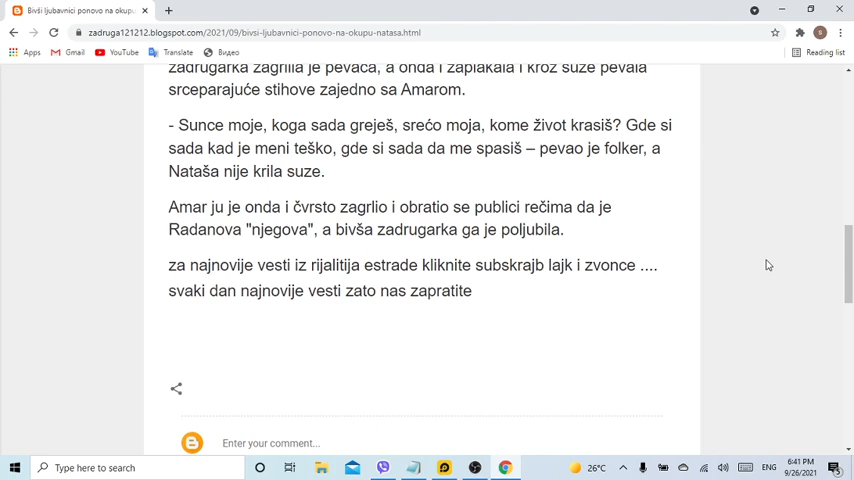 Bivši ljubavnici ponovo na okupu
zadruga121212.blogspot.com/2021/09/bivsi-ljubavnici-ponovo-na-okupu-natasa.html
Apps Gmail YouTube Translate Видео Reading list
zadrugarka zagrlila je pevača, a onda i zaplakala i kroz suze pevala
srceparajuće stihove zajedno sa Amarom.
- Sunce moje, koga sada greješ, srećo moja, kome život krasiš? Gde si
sada kad je meni teško, gde si sada da me spasiš – pevao je folker, a
Nataša nije krila suze.
Amar ju je onda i čvrsto zagrlio i obratio se publici rečima da je
Radanova "njegova", a bivša zadrugarka ga je poljubila.
za najnovije vesti iz rijalitija estrade kliknite subskrajb lajk i zvonce ....
svaki dan najnovije vesti zato nas zapratite
Enter your comment...
Type here to search
26°C
ENG
6:41 PM
9/26/2021